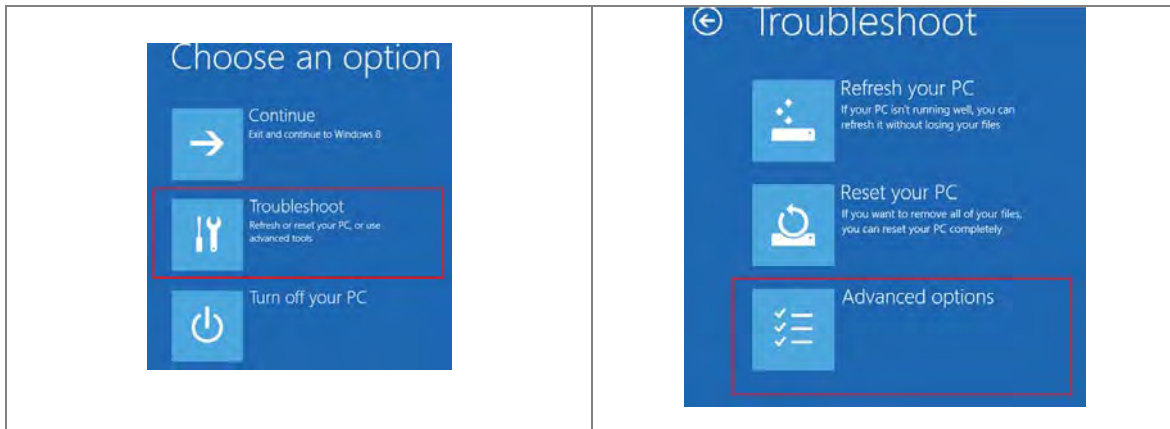 Choose an option
Continue
Exit and continue to Windows 8
Troubleshoot
Refresh or reset your PC, or use
advanced tools
Turn off your PC
Troubleshoot
Refresh your PC
If your PC isn't running well, you can
refresh it without losing your files
Reset your PC
If you want to remove all of your files,
you can reset your PC completely
Advanced options